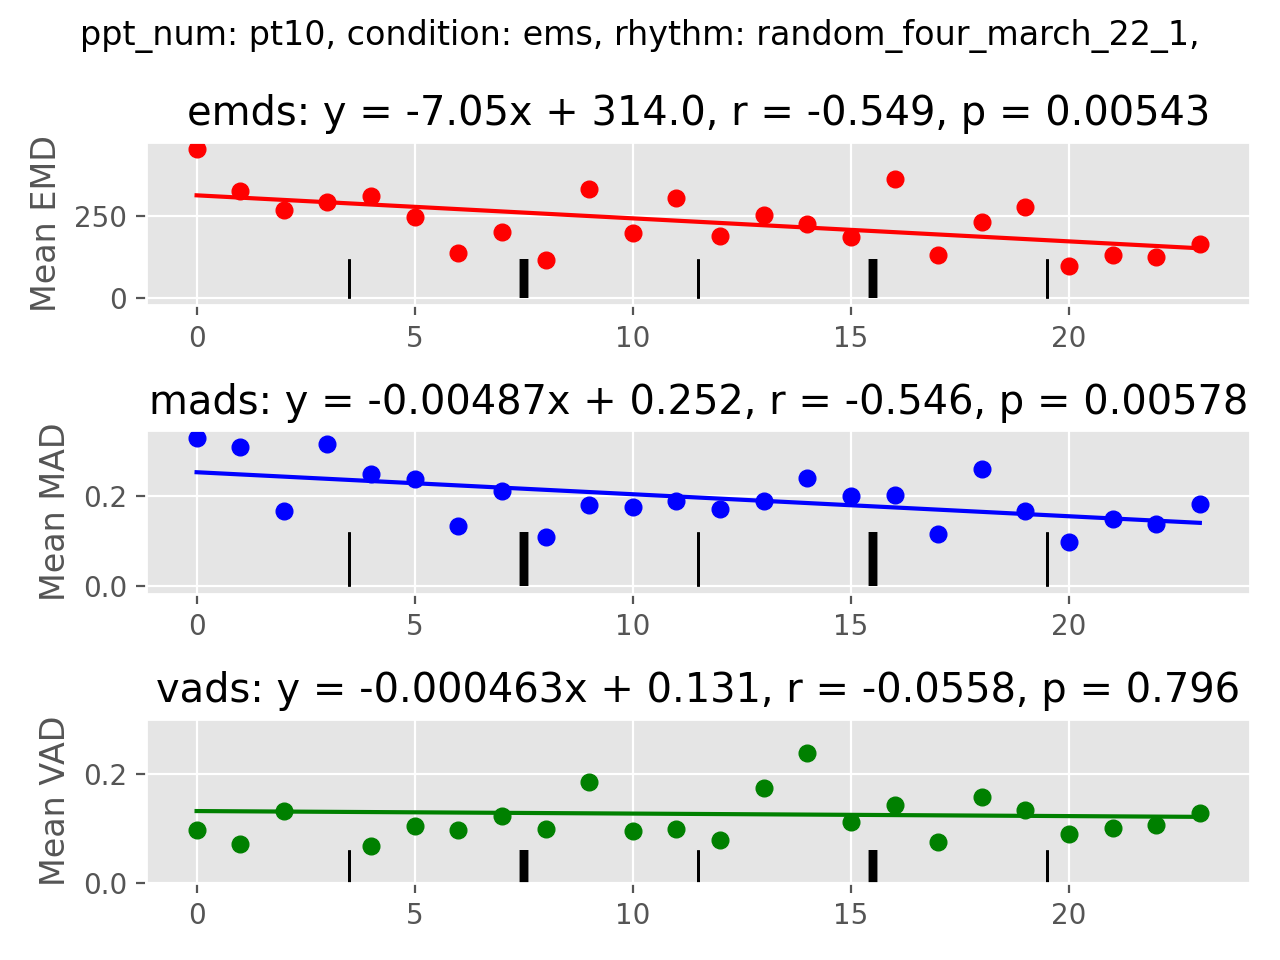 ppt_num: pt10, condition: ems, rhythm: random_four_march_22_1,
emds: y = -7.05x + 314.0, r = -0.549, p = 0.00543
Mean EMD
250
0
0 5 10 15 20
mads: y = -0.00487x + 0.252, r = -0.546, p = 0.00578
Mean MAD
0.2
0.0
0 5 10 15 20
vads: y = -0.000463x + 0.131, r = -0.0558, p = 0.796
Mean VAD
0.2
0.0
0 5 10 15 20